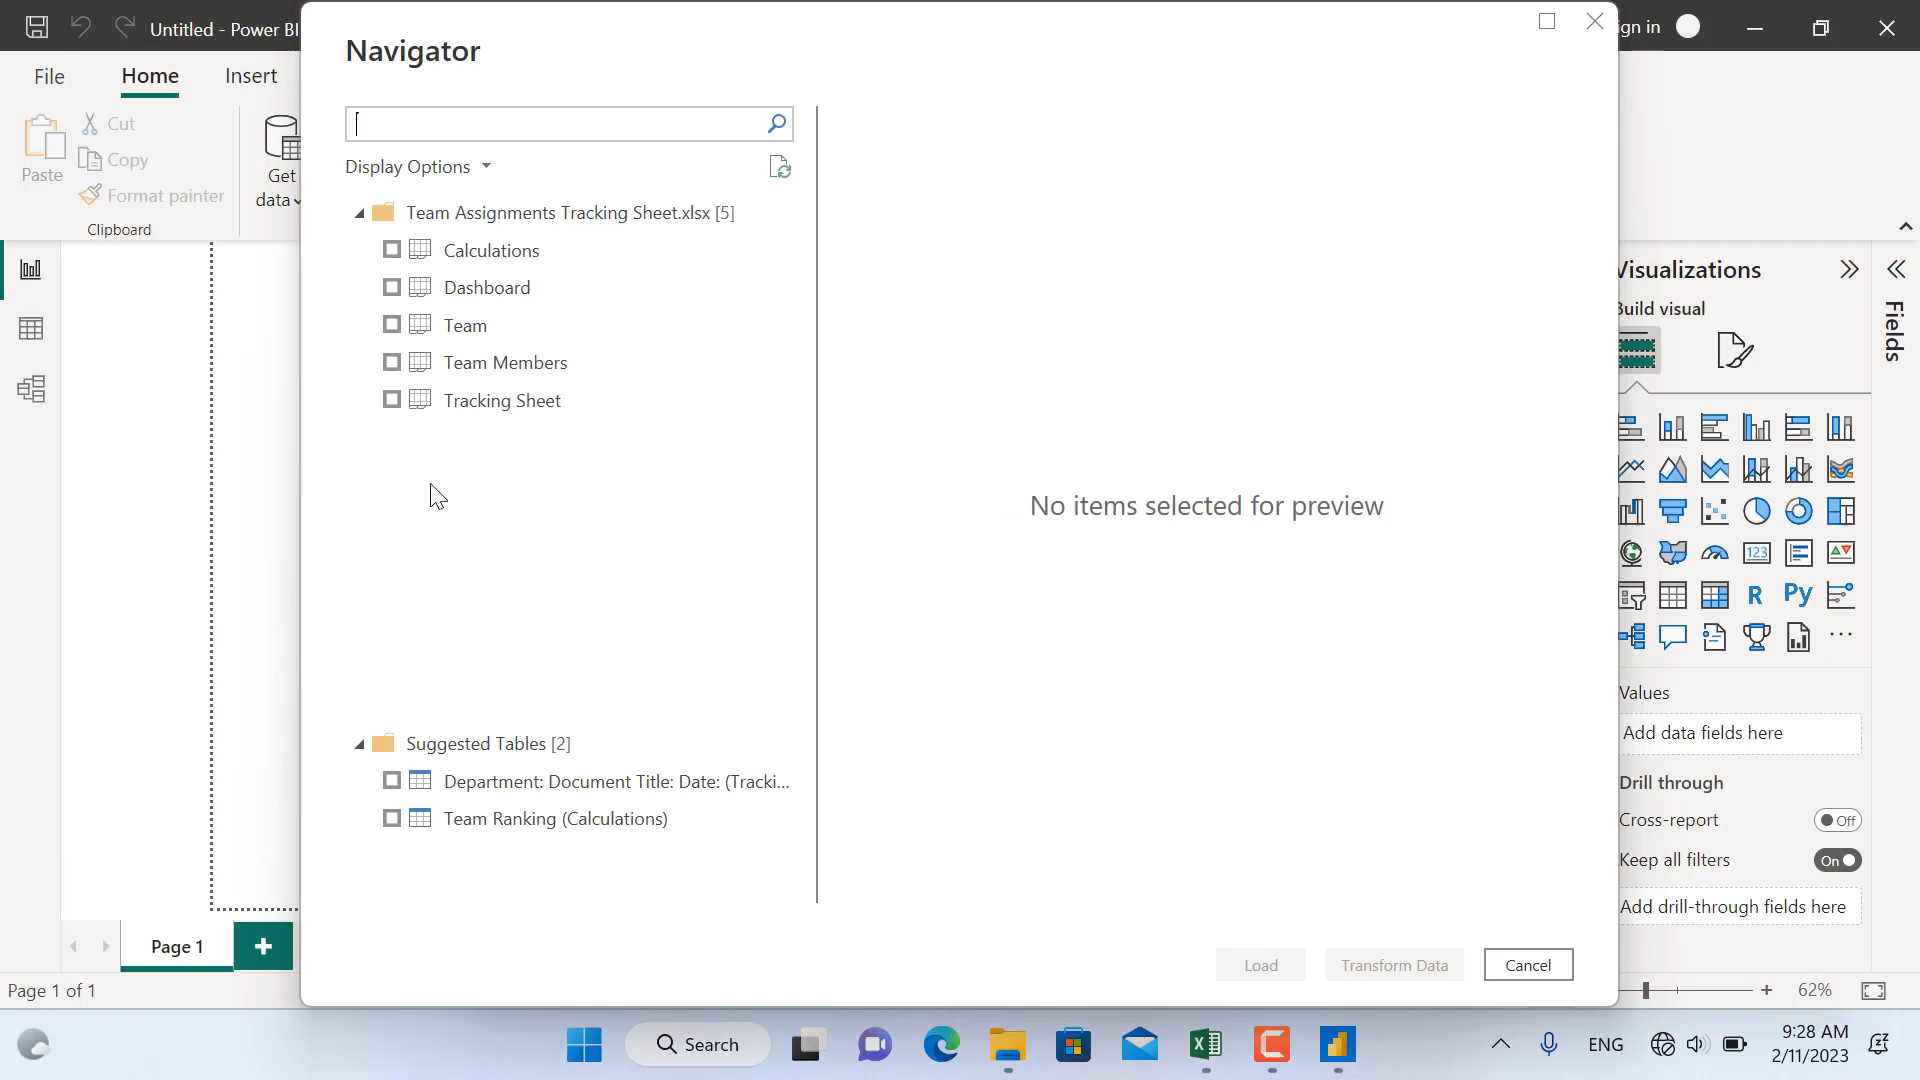 Untitled - Power BI
gn in
File
Home
Insert
Paste
Cut
Copy
Format painter
Clipboard
Get
data
Navigator
Display Options
Team Assignments Tracking Sheet.xlsx [5]
Calculations
Dashboard
Team
Team Members
Tracking Sheet
No items selected for preview
Suggested Tables [2]
Department: Document Title: Date: (Tracki...
Team Ranking (Calculations)
Load
Transform Data
Cancel
Visualizations
Build visual
Fields
123
R
Py
Values
Add data fields here
Drill through
Cross-report
Off
Keep all filters
On
Add drill-through fields here
Page 1
Page 1 of 1
62%
Search
ENG
9:28 AM
2/11/2023